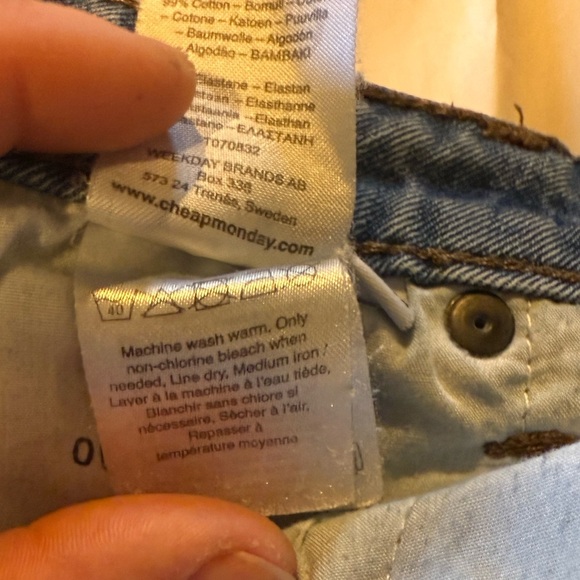 99% Cotton – Bomull –
– Cotone – Katoen – Puuvilla
– Baumwolle – Algodón
– Algodão – BAMBAKI
Elastane – Elastan
– Elasthanne
– Elasthan
– ΕΛΑΣΤΑΝΗ
T070832
WEEKDAY BRANDS AB
Box 336
573 24 Tranås, Sweden
www.cheapmonday.com
40
Machine wash warm, Only
non-chlorine bleach when
needed, Line dry, Medium iron /
Laver à la machine à l'eau tiède,
Blanchir sans chlore si
nécessaire, Sécher à l'air,
Repasser à
température moyenne